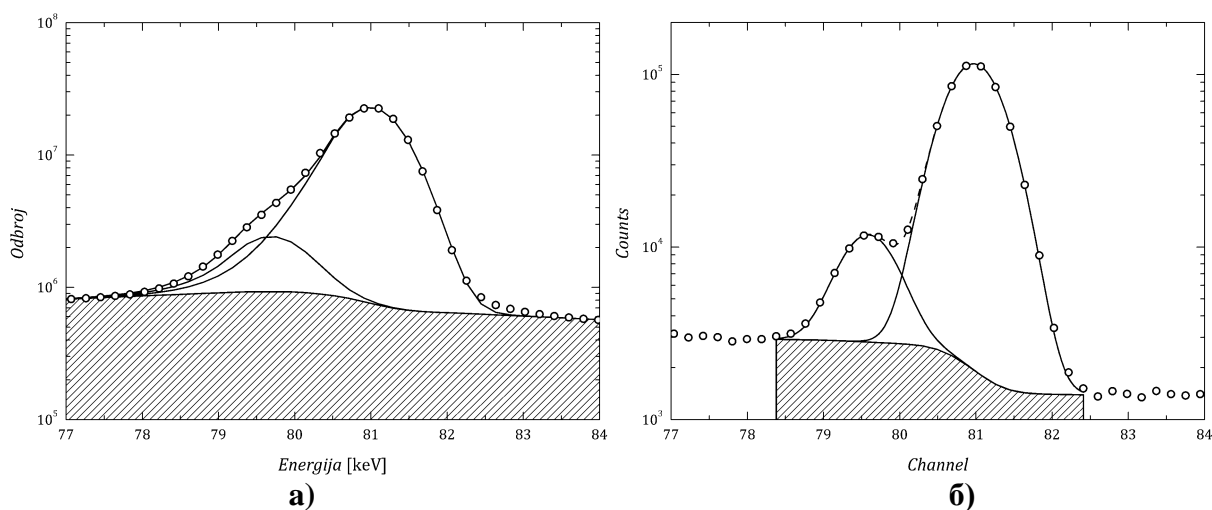 10⁸
10⁷
10⁶
10⁵
Odbroj
77 78 79 80 81 82 83 84
Energija [keV]
а)
10⁵
10⁴
10³
Counts
77 78 79 80 81 82 83 84
Channel
б)